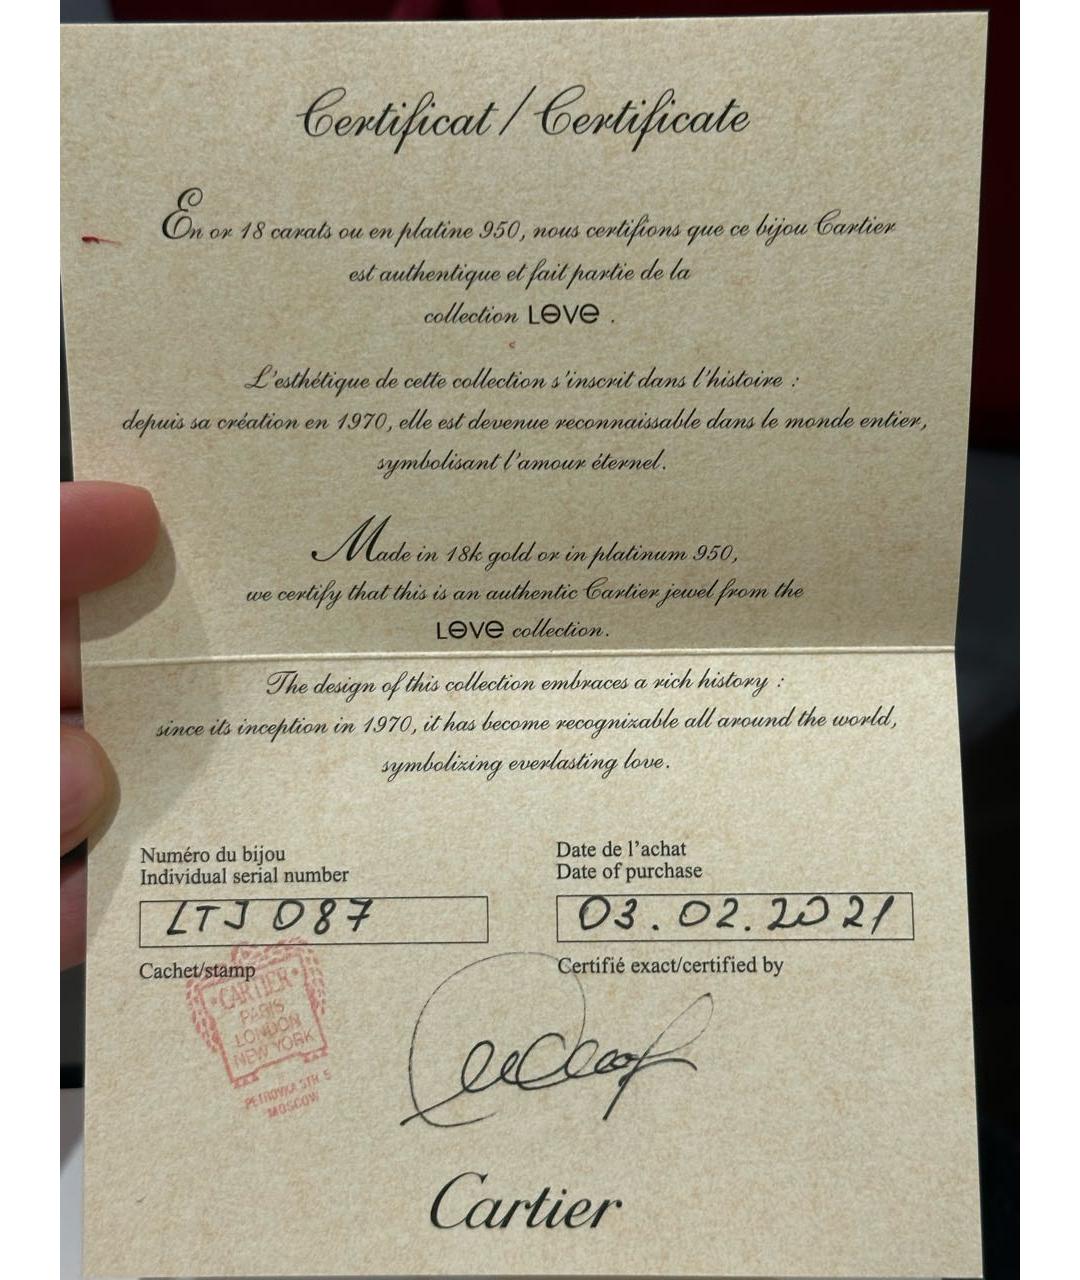 Certificat / Certificate
En or 18 carats ou en platine 950, nous certifions que ce bijou Cartier
est authentique et fait partie de la
collection LOVE .
L'esthétique de cette collection s'inscrit dans l'histoire :
depuis sa création en 1970, elle est devenue reconnaissable dans le monde entier,
symbolisant l'amour éternel.
Made in 18k gold or in platinum 950,
we certify that this is an authentic Cartier jewel from the
LOVE collection.
The design of this collection embraces a rich history :
since its inception in 1970, it has become recognizable all around the world,
symbolizing everlasting love.
Numéro du bijou
Individual serial number
LTJ 087
Date de l'achat
Date of purchase
03.02.2021
Cachet/stamp
CARTIER
PARIS
LONDON
NEW YORK
PETROVKA STR 5
MOSCOW
Certifié exact/certified by
Cartier